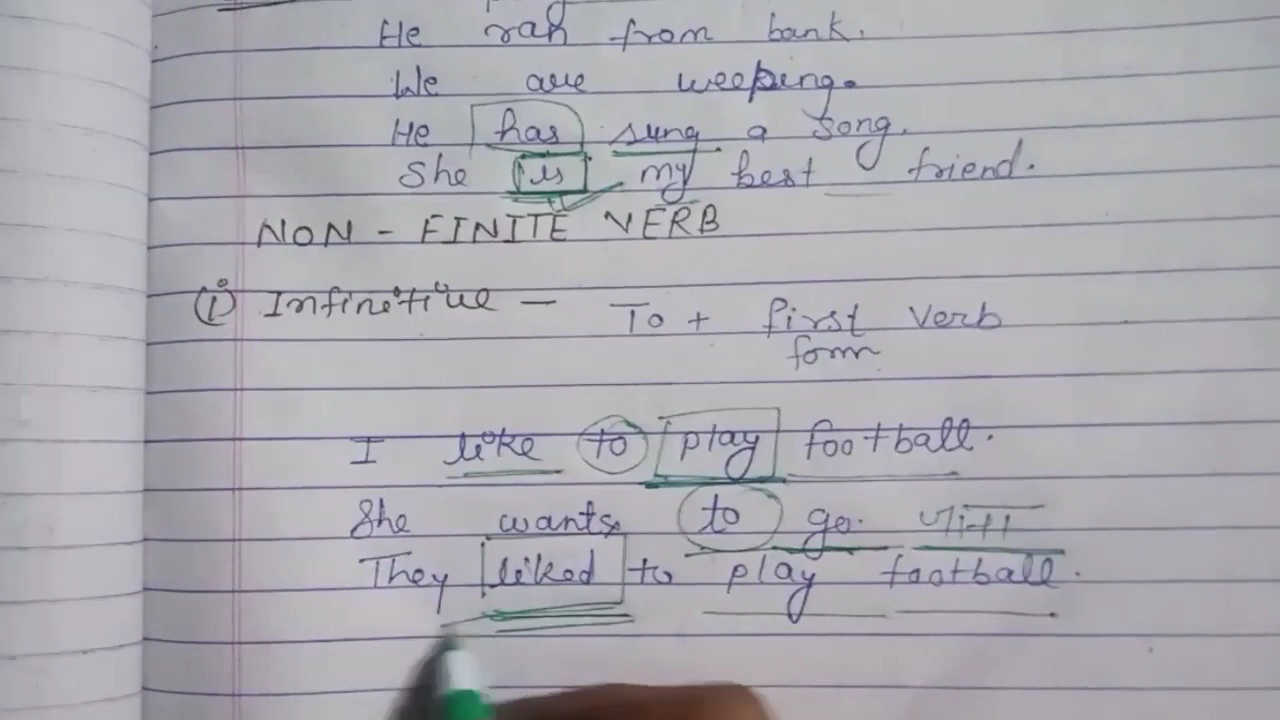 He ran from bank.
We are weeping.
He has sung a song.
She is my best friend.
NON - FINITE VERB
(i) Infinitive - To + first verb
form
I like to play football.
She wants to go
They liked to play football.